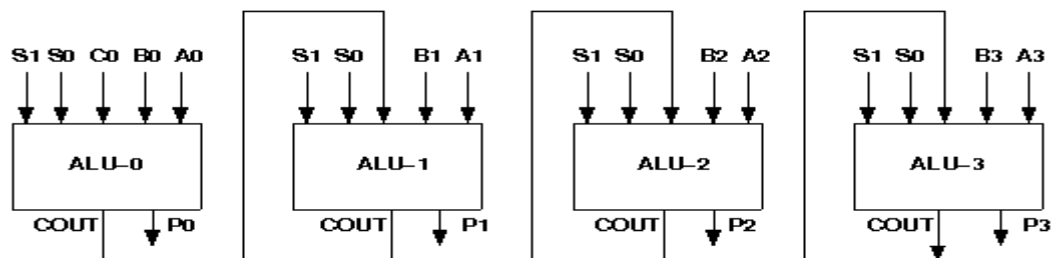 S1 S0 C0 B0 A0 S1 S0 B1 A1 S1 S0 B2 A2 S1 S0 B3 A3
ALU-0 ALU-1 ALU-2 ALU-3
COUT P0 COUT P1 COUT P2 COUT P3